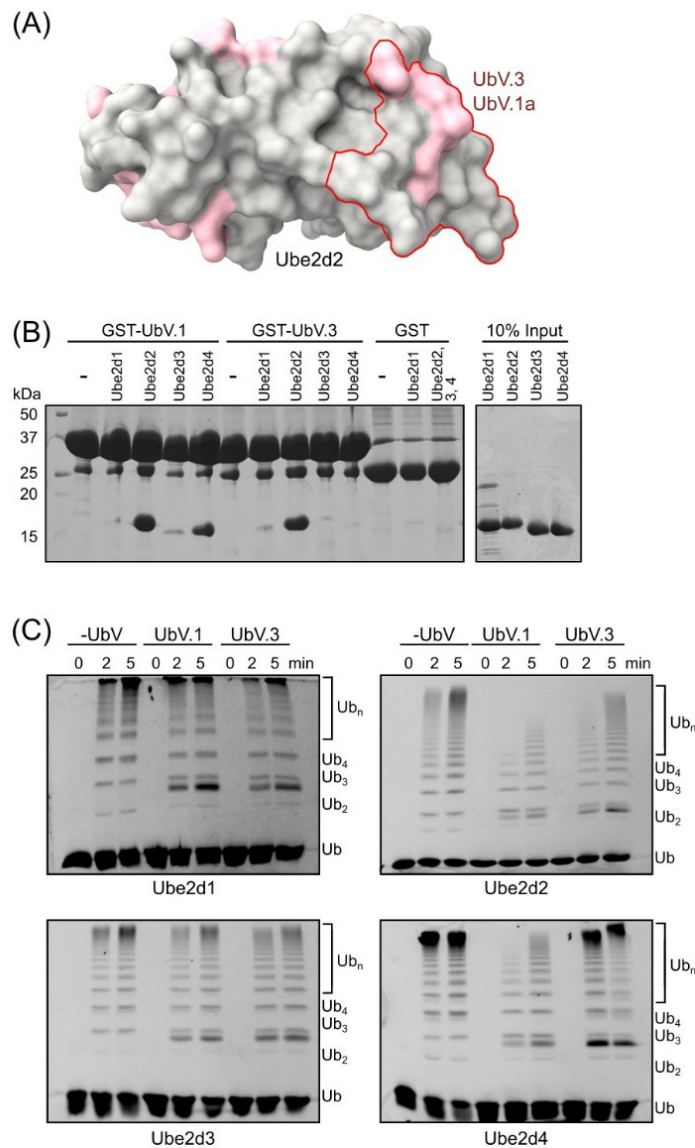 (A)
UbV.3
UbV.1a
Ube2d2
(B)
GST-UbV.1 GST-UbV.3 GST 10% Input
- Ube2d1 Ube2d2 Ube2d3 Ube2d4 - Ube2d1 Ube2d2 Ube2d3 Ube2d4 - Ube2d1 Ube2d2, 3, 4 Ube2d1 Ube2d2 Ube2d3 Ube2d4
kDa
50
37
25
20
15
(C)
-UbV UbV.1 UbV.3
0 2 5 0 2 5 0 2 5 min
Ubn
Ub4
Ub3
Ub2
Ub
Ube2d1
-UbV UbV.1 UbV.3
0 2 5 0 2 5 0 2 5 min
Ubn
Ub4
Ub3
Ub2
Ub
Ube2d2
Ubn
Ub4
Ub3
Ub2
Ub
Ube2d3
Ubn
Ub4
Ub3
Ub2
Ub
Ube2d4